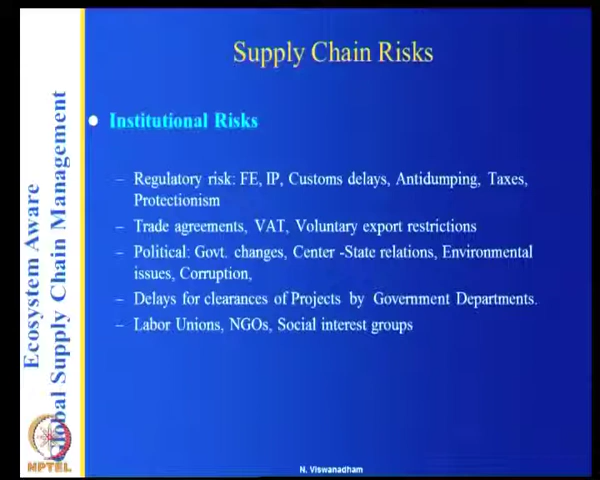 Supply Chain Risks
Institutional Risks
– Regulatory risk: FE, IP, Customs delays, Antidumping, Taxes,
Protectionism
– Trade agreements, VAT, Voluntary export restrictions
– Political: Govt. changes, Center -State relations, Environmental
issues, Corruption,
– Delays for clearances of Projects by Government Departments.
– Labor Unions, NGOs, Social interest groups
Ecosystem Aware
Global Supply Chain Management
NPTEL
N. Viswanadham